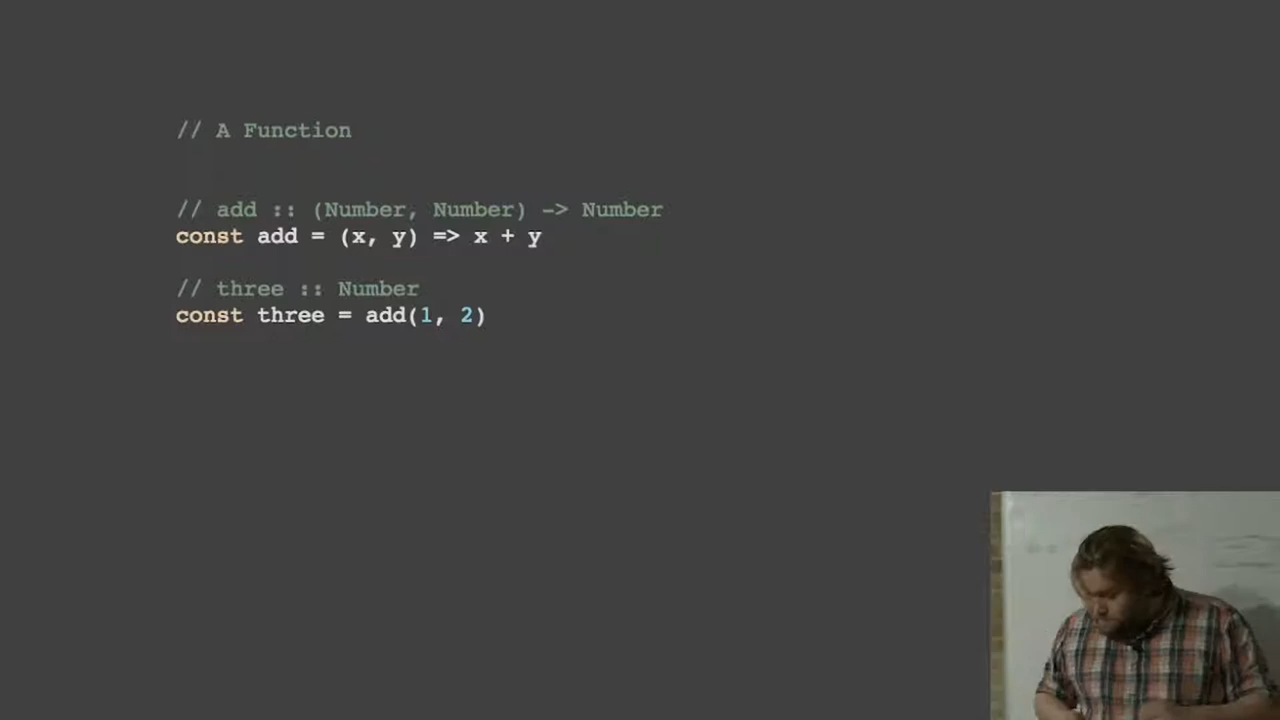 // A Function
// add :: (Number, Number) -> Number
const add = (x, y) => x + y
// three :: Number
const three = add(1, 2)